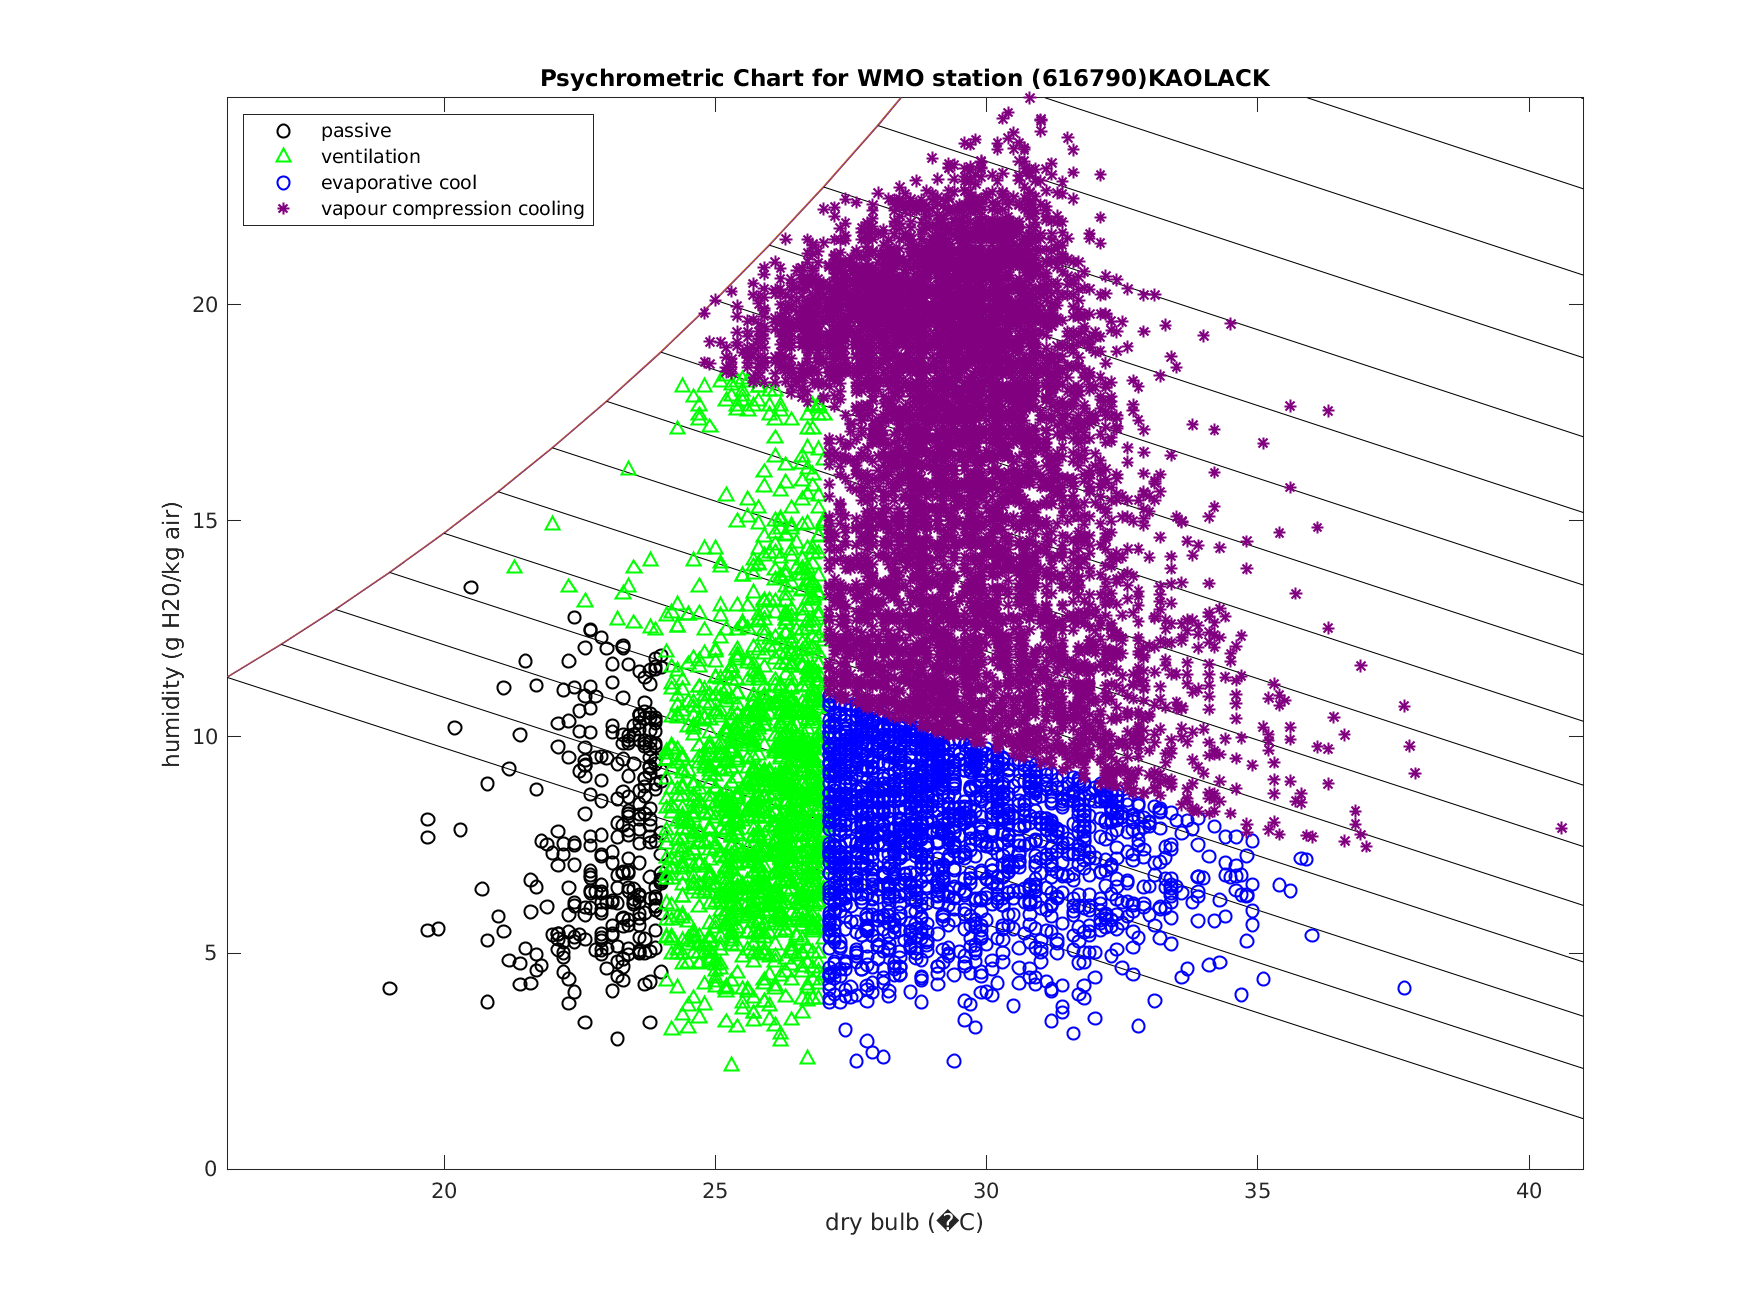 Psychrometric Chart for WMO station (616790)KAOLACK
passive
ventilation
evaporative cool
vapour compression cooling
humidity (g H20/kg air)
20
15
10
5
0
20 25 30 35 40
dry bulb (�C)